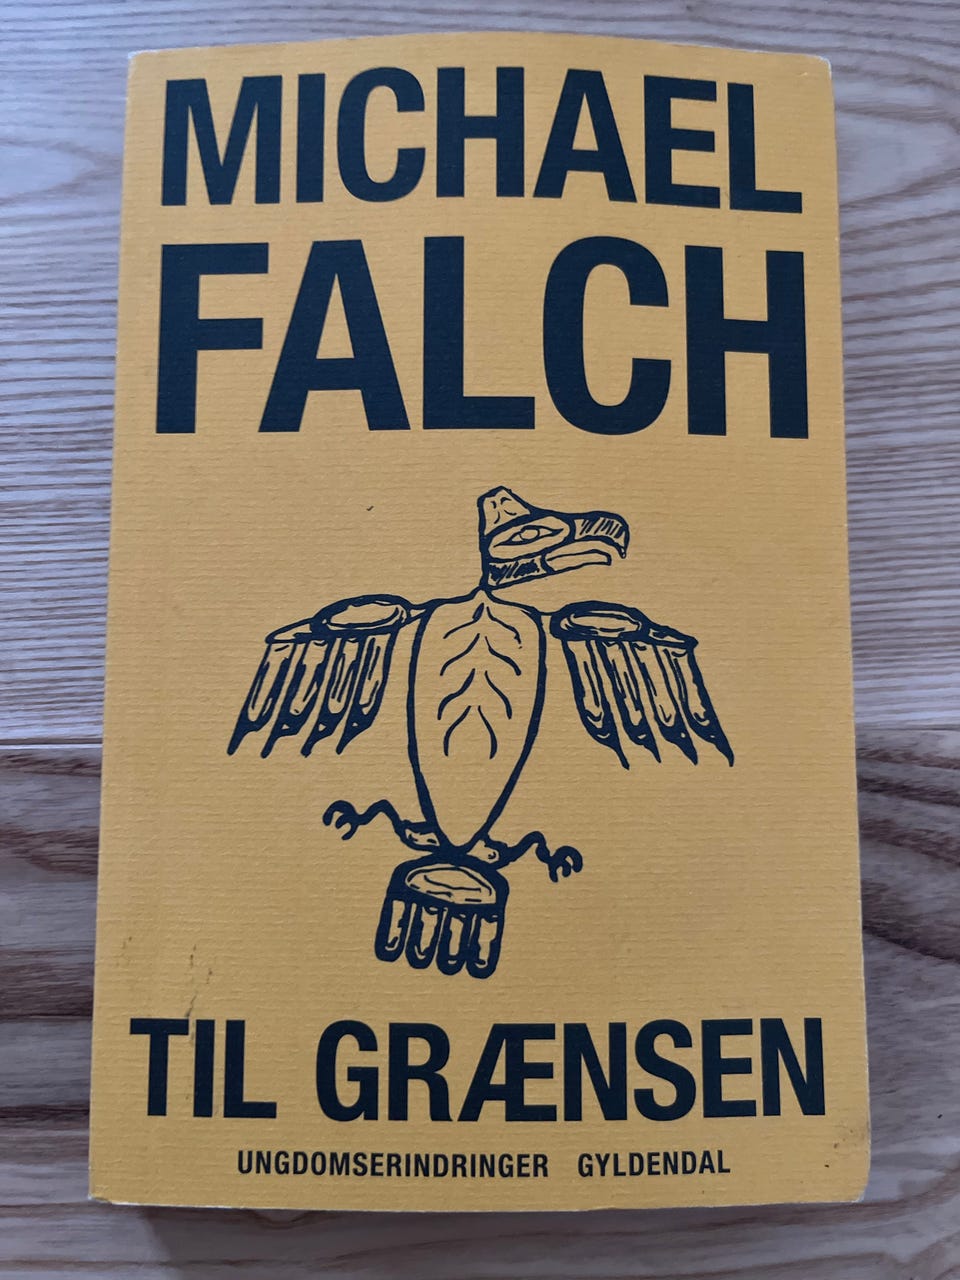 MICHAEL
FALCH
TIL GRÆNSEN
UNGDOMSERINDRINGER GYLDENDAL